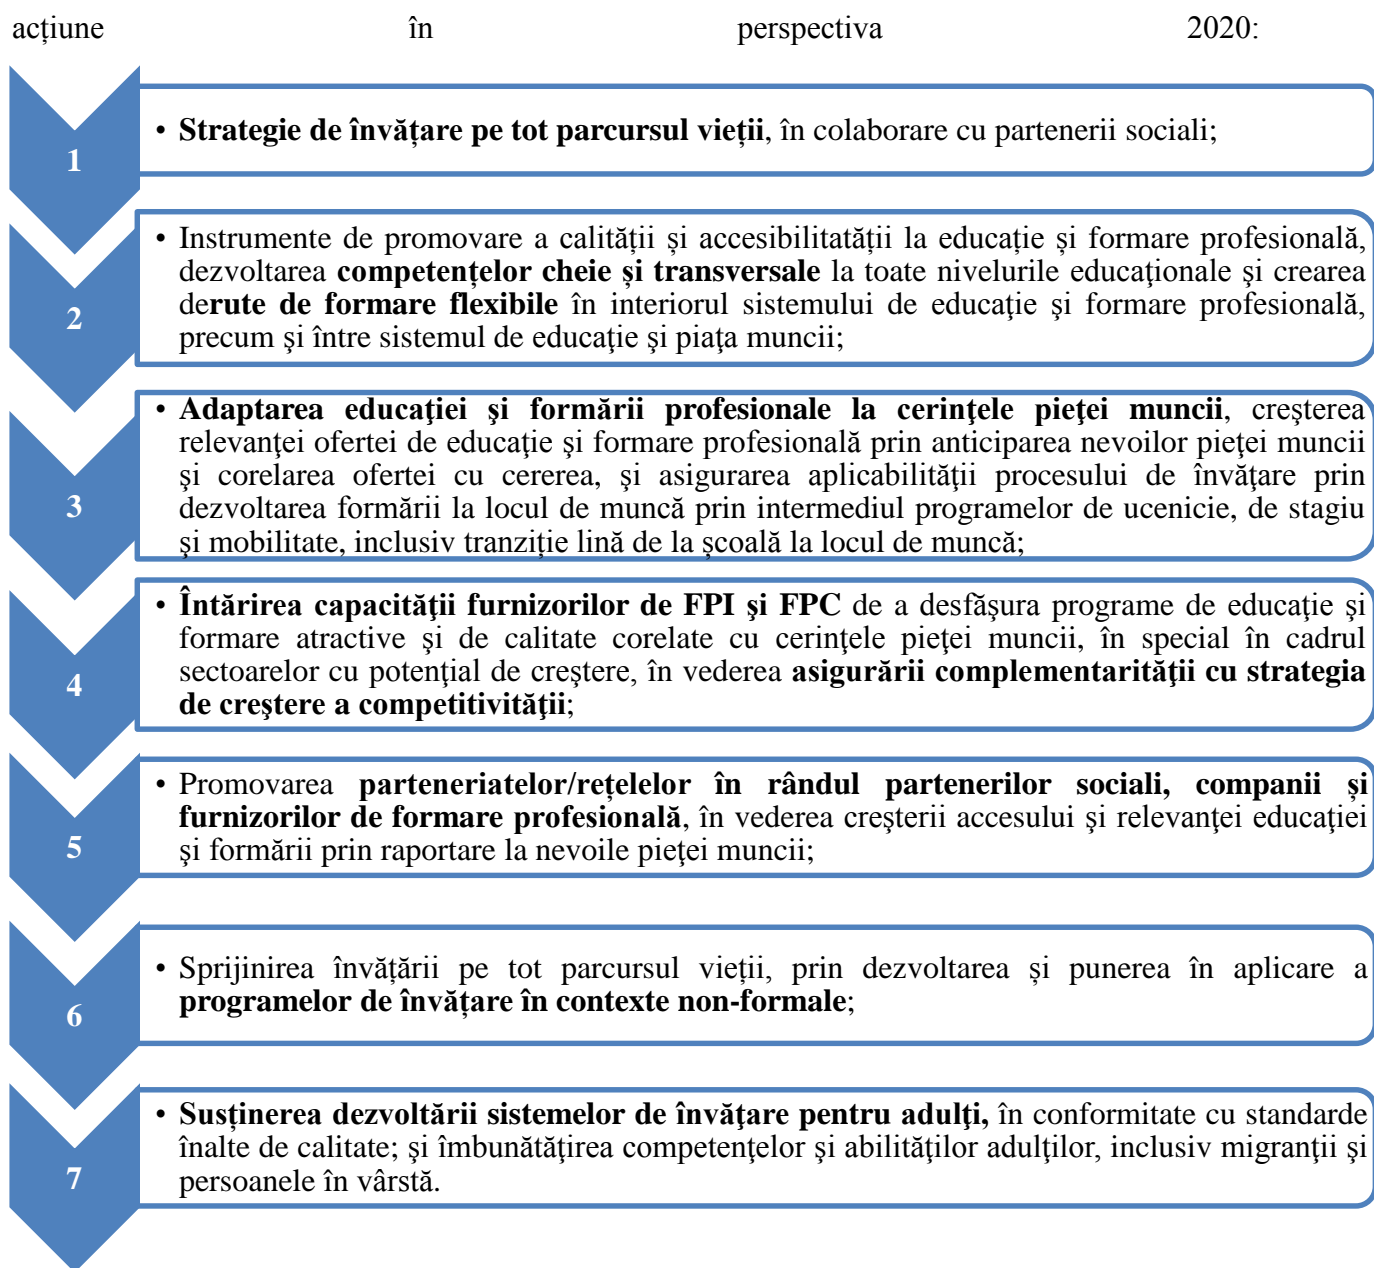 acțiune în perspectiva 2020:
1
• Strategie de învățare pe tot parcursul vieții, în colaborare cu partenerii sociali;
2
• Instrumente de promovare a calității și accesibilitatății la educație și formare profesională,
dezvoltarea competențelor cheie și transversale la toate nivelurile educaţionale şi crearea
derute de formare flexibile în interiorul sistemului de educaţie şi formare profesională,
precum şi între sistemul de educaţie şi piaţa muncii;
3
• Adaptarea educaţiei şi formării profesionale la cerinţele pieţei muncii, creşterea
relevanţei ofertei de educaţie şi formare profesională prin anticiparea nevoilor pieţei muncii
şi corelarea ofertei cu cererea, şi asigurarea aplicabilităţii procesului de învăţare prin
dezvoltarea formării la locul de muncă prin intermediul programelor de ucenicie, de stagiu
şi mobilitate, inclusiv tranziție lină de la școală la locul de muncă;
4
• Întărirea capacităţii furnizorilor de FPI şi FPC de a desfăşura programe de educaţie şi
formare atractive şi de calitate corelate cu cerinţele pieţei muncii, în special în cadrul
sectoarelor cu potenţial de creştere, în vederea asigurării complementarităţii cu strategia
de creştere a competitivităţii;
5
• Promovarea parteneriatelor/rețelelor în rândul partenerilor sociali, companii și
furnizorilor de formare profesională, în vederea creşterii accesului şi relevanţei educaţiei
şi formării prin raportare la nevoile pieţei muncii;
6
• Sprijinirea învățării pe tot parcursul vieții, prin dezvoltarea și punerea în aplicare a
programelor de învățare în contexte non-formale;
7
• Susținerea dezvoltării sistemelor de învăţare pentru adulţi, în conformitate cu standarde
înalte de calitate; şi îmbunătăţirea competenţelor şi abilităților adulţilor, inclusiv migranţii şi
persoanele în vârstă.